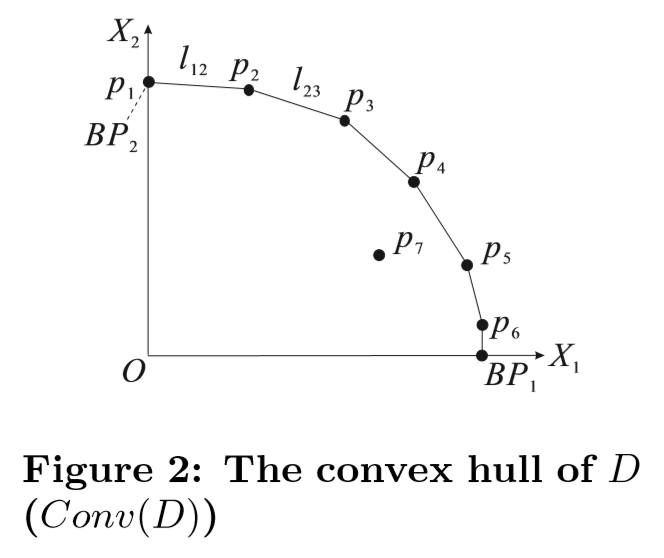 X₂
l₁₂
p₂
l₂₃
p₁
p₃
BP₂
p₄
p₇
p₅
p₆
O
BP₁
X₁
Figure 2: The convex hull of D
(Conv(D))